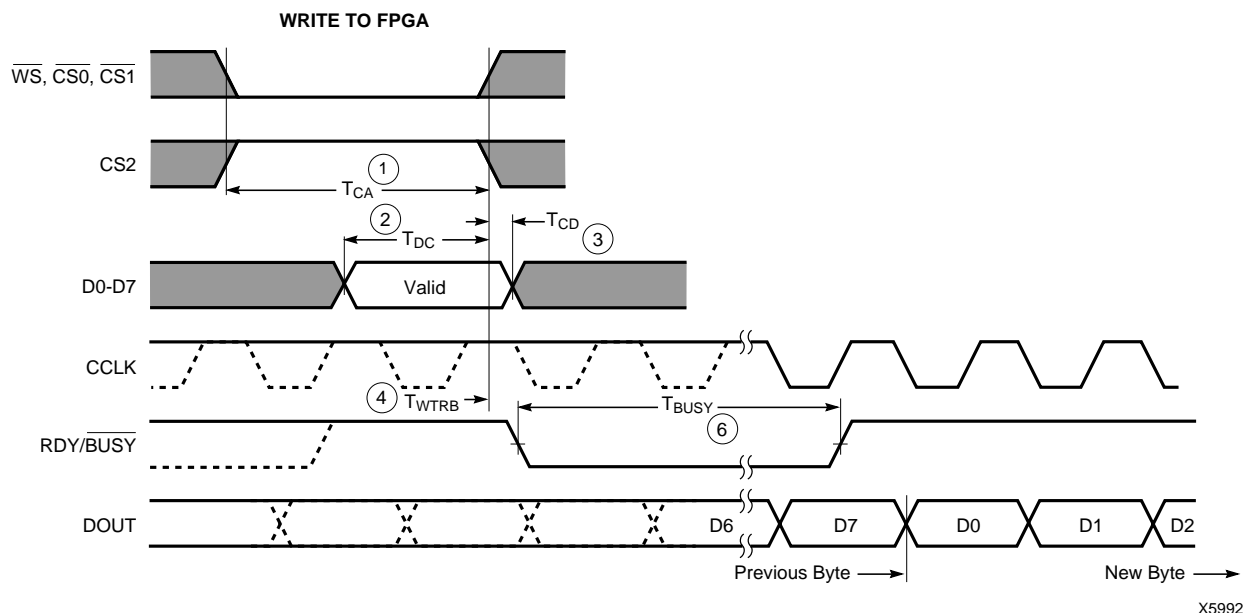 WRITE TO FPGA
WS, CS0, CS1
CS2
1
TCA
2
TCD
TDC
3
D0-D7
Valid
CCLK
4
TWTRB
TBUSY
6
RDY/BUSY
DOUT
D6
D7
D0
D1
D2
Previous Byte
New Byte
X5992